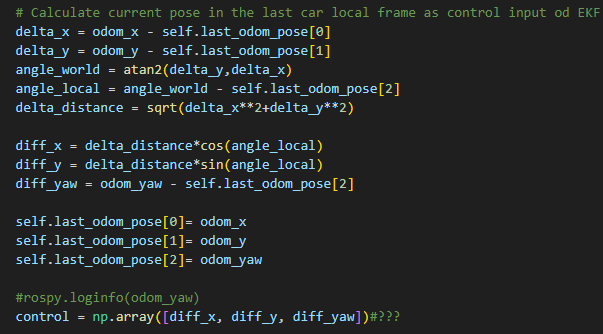 # Calculate current pose in the last car local frame as control input od EKF
delta_x = odom_x - self.last_odom_pose[0]
delta_y = odom_y - self.last_odom_pose[1]
angle_world = atan2(delta_y,delta_x)
angle_local = angle_world - self.last_odom_pose[2]
delta_distance = sqrt(delta_x**2+delta_y**2)
diff_x = delta_distance*cos(angle_local)
diff_y = delta_distance*sin(angle_local)
diff_yaw = odom_yaw - self.last_odom_pose[2]
self.last_odom_pose[0]= odom_x
self.last_odom_pose[1]= odom_y
self.last_odom_pose[2]= odom_yaw
#rospy.loginfo(odom_yaw)
control = np.array([diff_x, diff_y, diff_yaw])#???